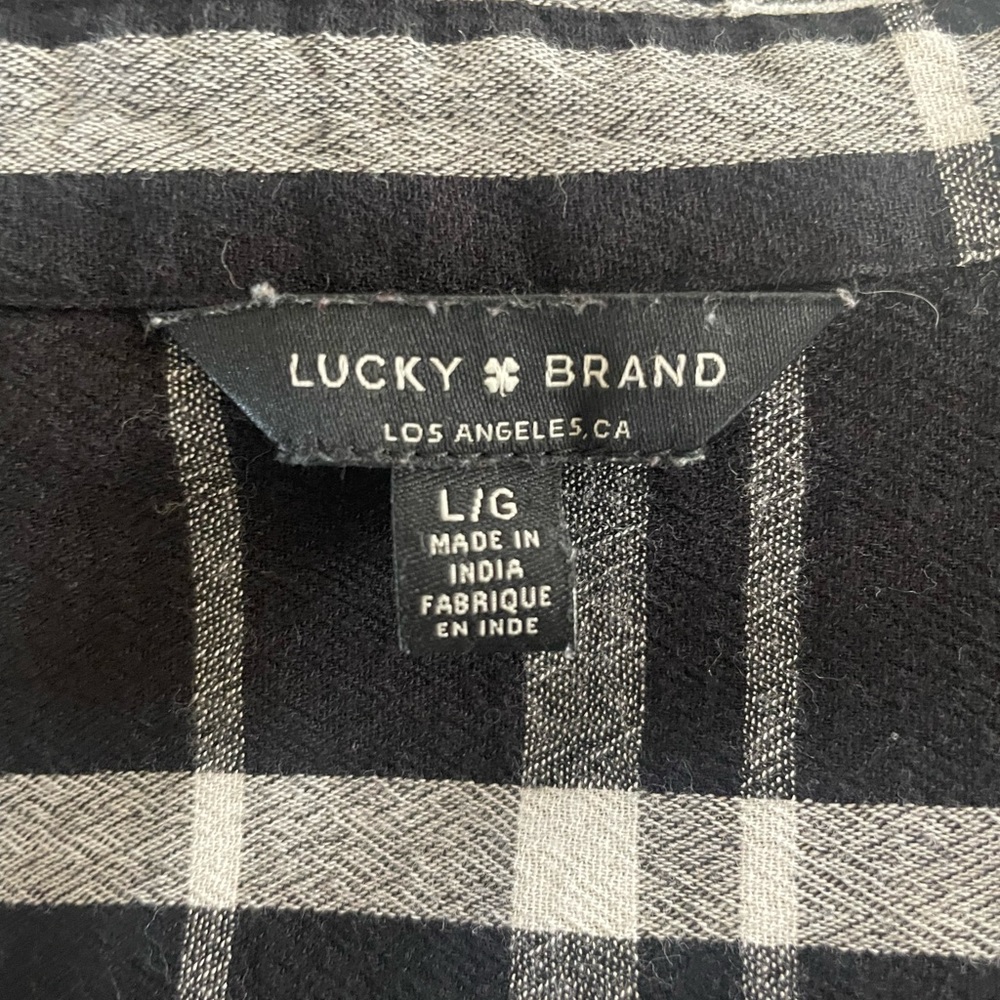 LUCKY BRAND
LOS ANGELES, CA
L/G
MADE IN
INDIA
FABRIQUE
EN INDE